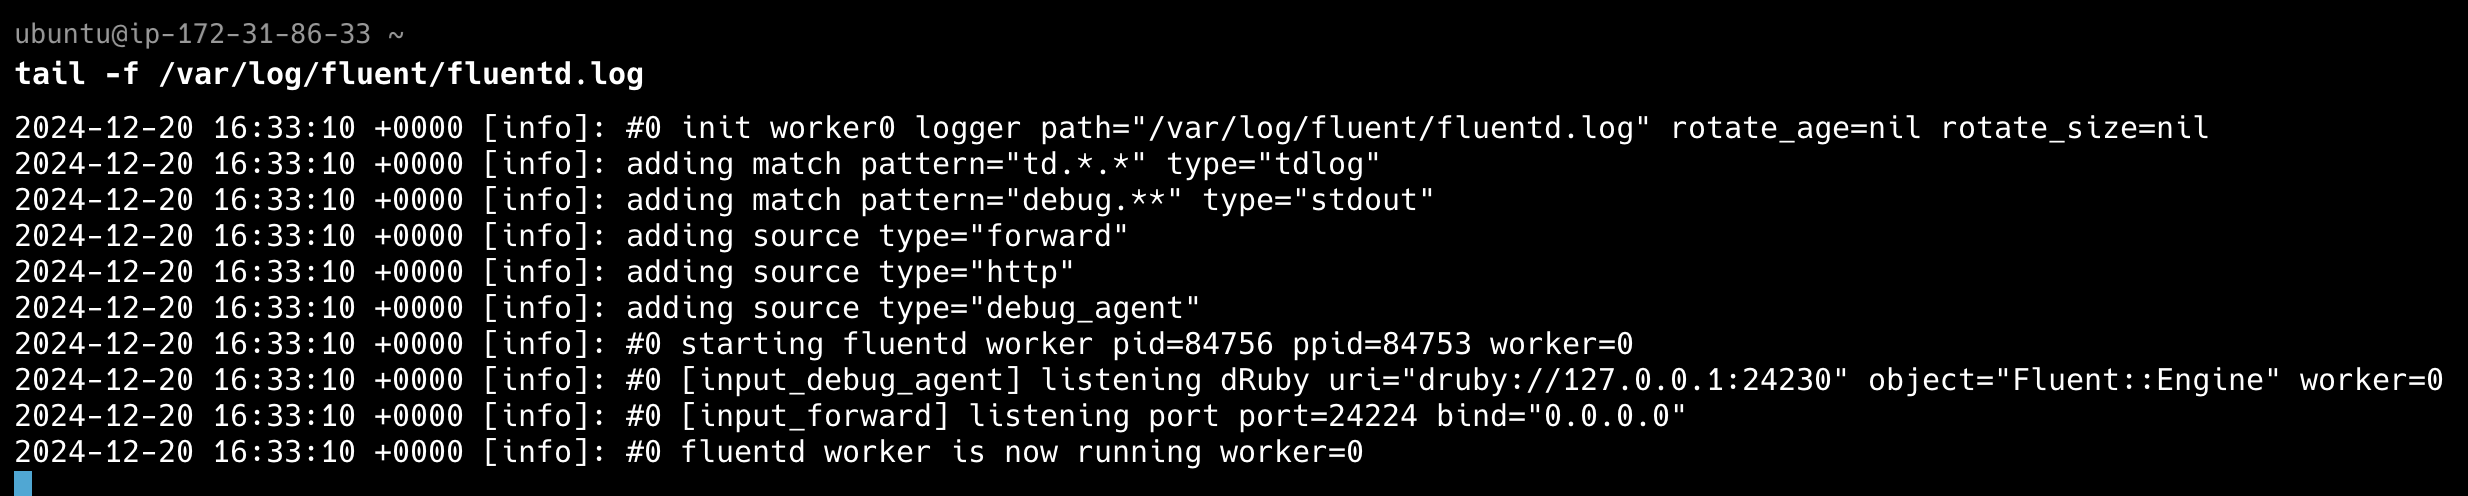 ubuntu@ip-172-31-86-33 ~
tail -f /var/log/fluent/fluentd.log
2024-12-20 16:33:10 +0000 [info]: #0 init worker0 logger path="/var/log/fluent/fluentd.log" rotate_age=nil rotate_size=nil
2024-12-20 16:33:10 +0000 [info]: adding match pattern="td.*.*" type="tdlog"
2024-12-20 16:33:10 +0000 [info]: adding match pattern="debug.**" type="stdout"
2024-12-20 16:33:10 +0000 [info]: adding source type="forward"
2024-12-20 16:33:10 +0000 [info]: adding source type="http"
2024-12-20 16:33:10 +0000 [info]: adding source type="debug_agent"
2024-12-20 16:33:10 +0000 [info]: #0 starting fluentd worker pid=84756 ppid=84753 worker=0
2024-12-20 16:33:10 +0000 [info]: #0 [input_debug_agent] listening dRuby uri="druby://127.0.0.1:24230" object="Fluent::Engine" worker=0
2024-12-20 16:33:10 +0000 [info]: #0 [input_forward] listening port port=24224 bind="0.0.0.0"
2024-12-20 16:33:10 +0000 [info]: #0 fluentd worker is now running worker=0